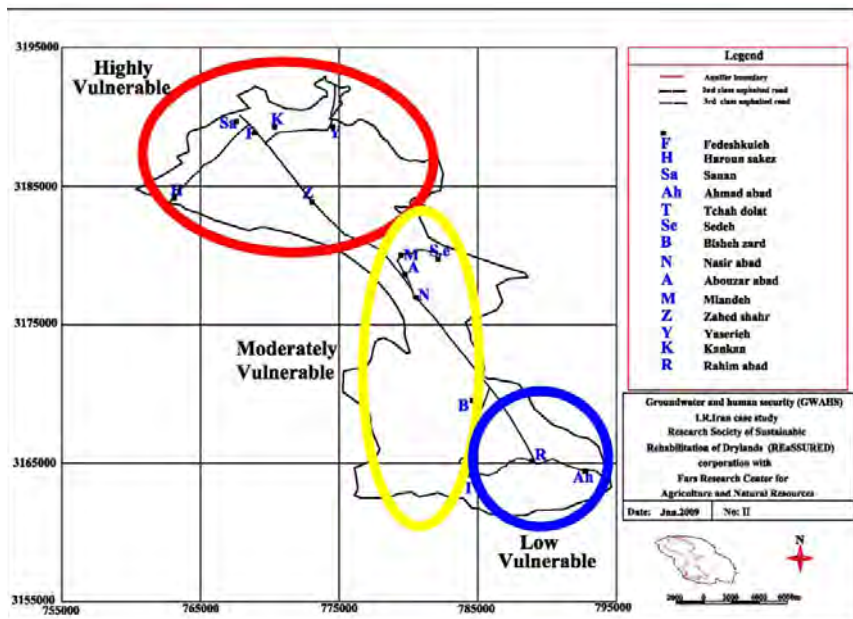 3195000
3185000
3175000
3165000
3155000
755000
765000
775000
785000
795000
Highly
Vulnerable
Sa
F
K
Y
H
Z
M
Se
A
N
Moderately
Vulnerable
B
R
Ah
Low
Vulnerable
Legend
Aquifer boundary
2nd class asphalted road
3rd class asphalted road
F Fedeshkuieh
H Haroun sakez
Sa Sanan
Ah Ahmad abad
T Tchah dolat
Se Sedeh
B Bisheh zard
N Nasir abad
A Abouzar abad
M Miandeh
Z Zahed shahr
Y Yaserieh
K Kankan
R Rahim abad
Groundwater and human security (GWAHS)
I.R.Iran case study
Research Society of Sustainable
Rehabilitation of Drylands (REaSSURED)
corporation with
Fars Research Center for
Agriculture and Natural Resources
Date: Jan.2009 No: II
N